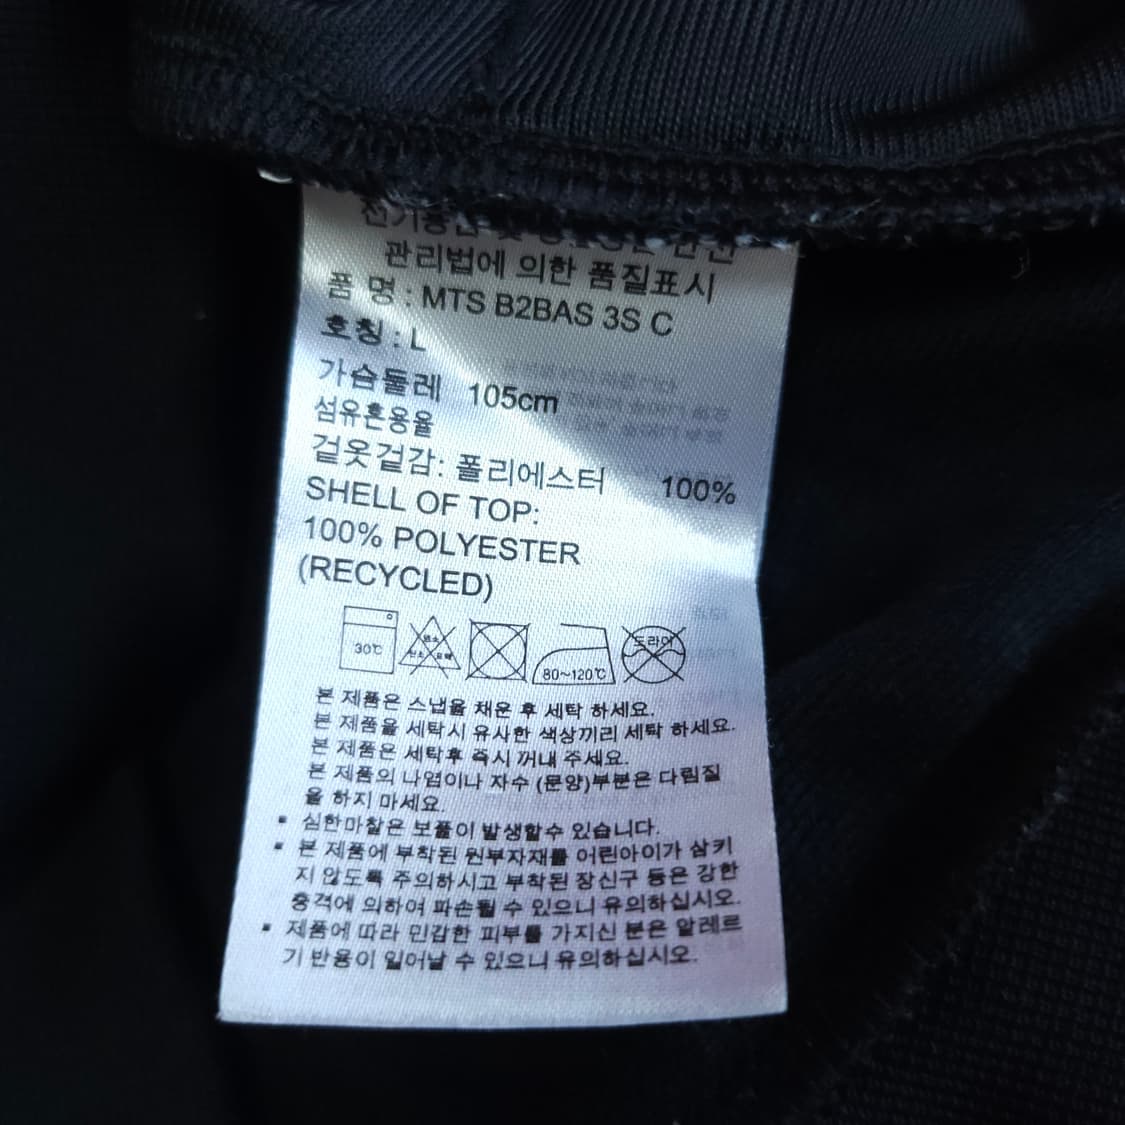 관리법에 의한 품질표시
품 명 : MTS B2BAS 3S C
호칭 : L
가슴둘레 105cm
섬유혼용율
겉옷겉감: 폴리에스터 100%
SHELL OF TOP:
100% POLYESTER
(RECYCLED)
30℃ 염소 산소 표백 80~120℃ 드라이
본 제품은 스냅을 채운 후 세탁 하세요.
본 제품을 세탁시 유사한 색상끼리 세탁 하세요.
본 제품은 세탁후 즉시 꺼내 주세요.
본 제품의 나염이나 자수 (문양)부분은 다림질
을 하지 마세요.
▪ 심한마찰은 보풀이 발생할수 있습니다.
▪ 본 제품에 부착된 원부자재를 어린아이가 삼키
지 않도록 주의하시고 부착된 장신구 등은 강한
충격에 의하여 파손될 수 있으니 유의하십시오.
▪ 제품에 따라 민감한 피부를 가지신 분은 알레르
기 반응이 일어날 수 있으니 유의하십시오.